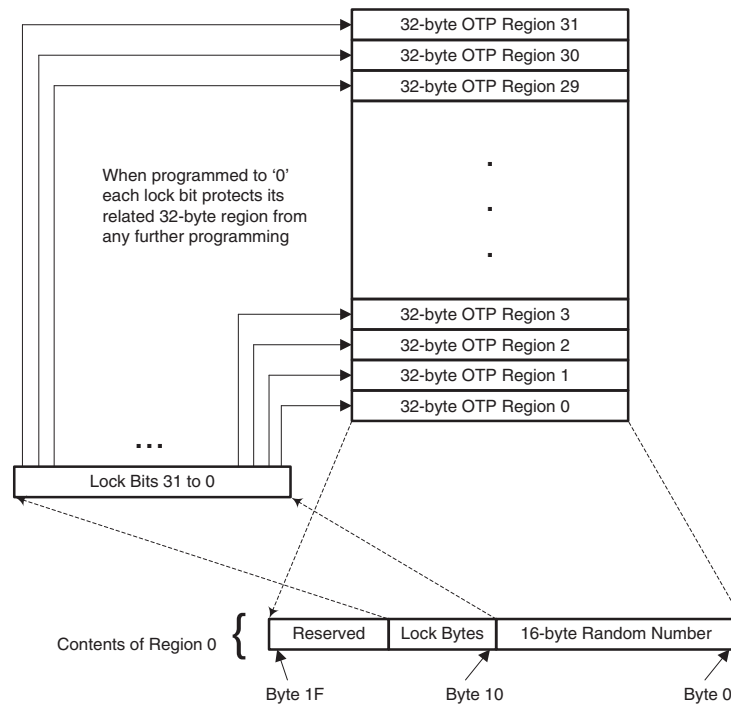 32-byte OTP Region 31
32-byte OTP Region 30
32-byte OTP Region 29
When programmed to ‘0’
each lock bit protects its
related 32-byte region from
any further programming
.
.
.
32-byte OTP Region 3
32-byte OTP Region 2
32-byte OTP Region 1
32-byte OTP Region 0
...
Lock Bits 31 to 0
Contents of Region 0 {
Reserved
Lock Bytes
16-byte Random Number
Byte 1F
Byte 10
Byte 0